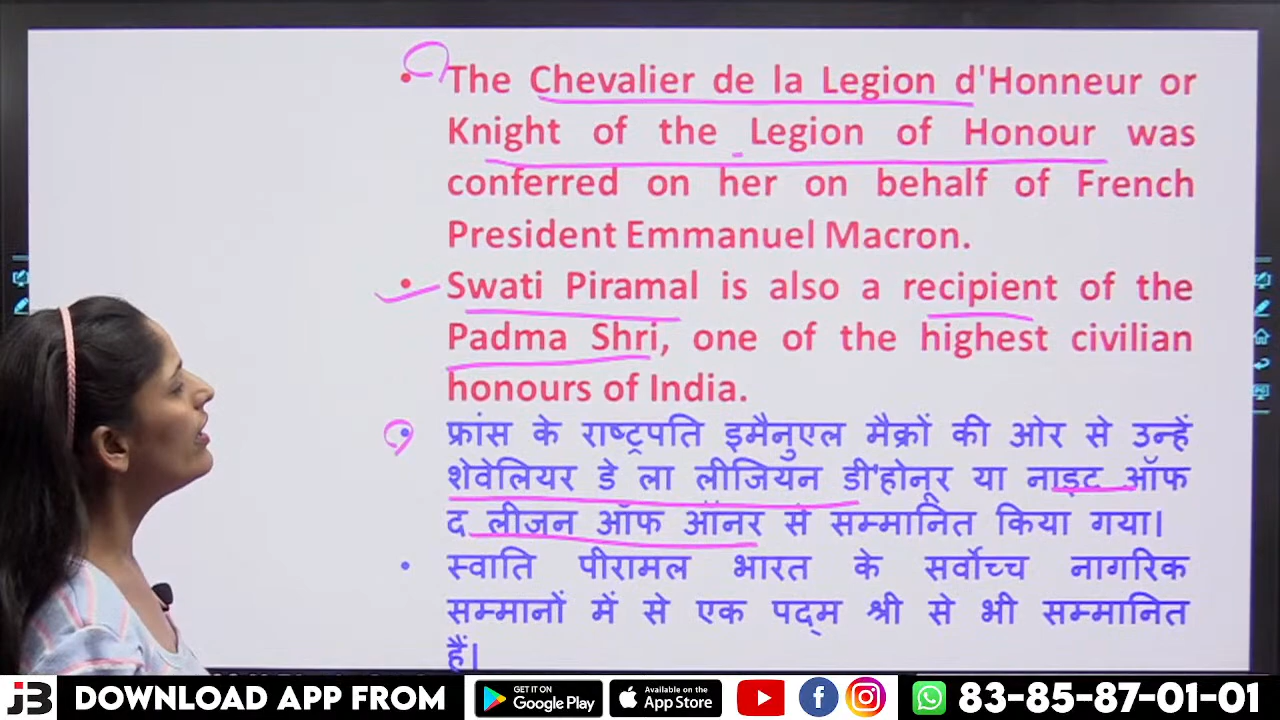 The Chevalier de la Legion d'Honneur or
Knight of the Legion of Honour was
conferred on her on behalf of French
President Emmanuel Macron.
Swati Piramal is also a recipient of the
Padma Shri, one of the highest civilian
honours of India.
फ्रांस के राष्ट्रपति इमैनुएल मैक्रों की ओर से उन्हें
शेवेलियर डे ला लीजियन डी'होनूर या नाइट ऑफ
द लीजन ऑफ ऑनर से सम्मानित किया गया।
स्वाति पीरामल भारत के सर्वोच्च नागरिक
सम्मानों में से एक पद्म श्री से भी सम्मानित
हैं।
JB DOWNLOAD APP FROM GET IT ON Google Play Available on the App Store 83-85-87-01-01